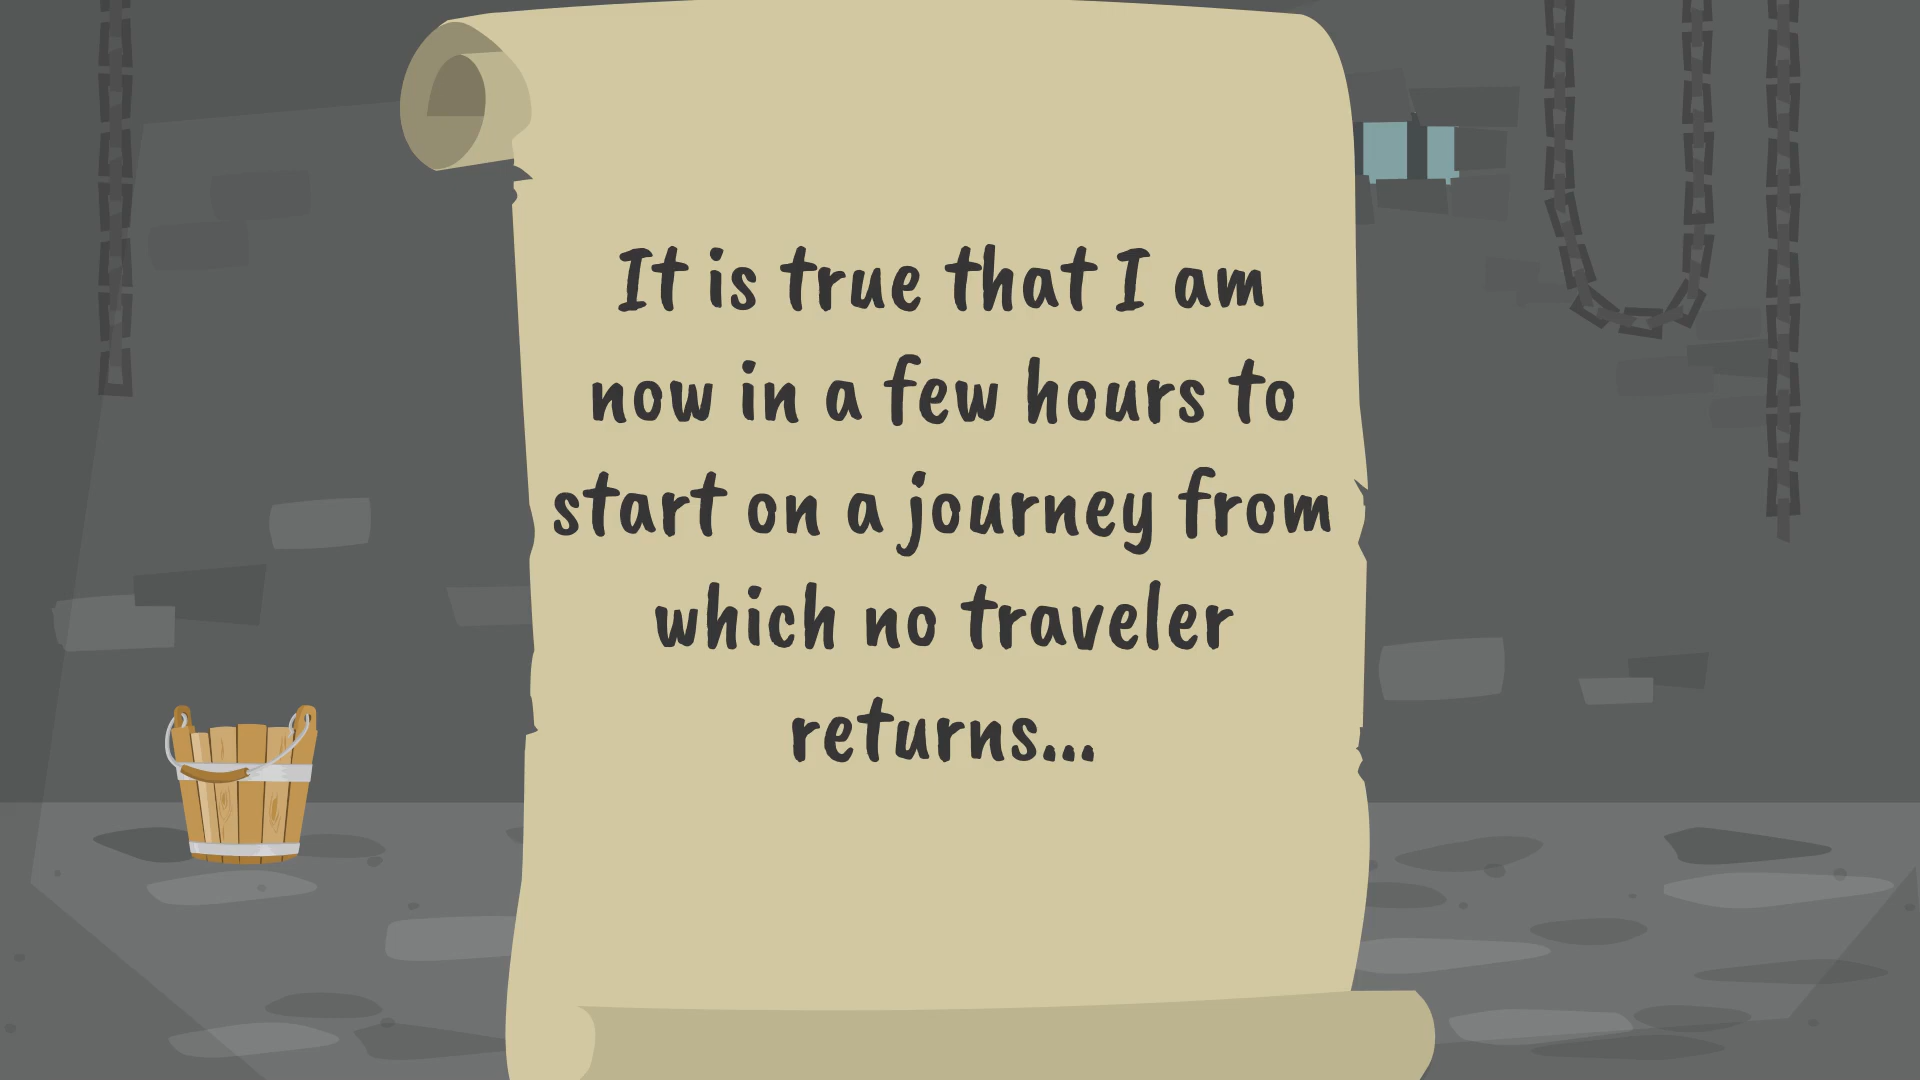 It is true that I am
now in a few hours to
start on a journey from
which no traveler
returns...